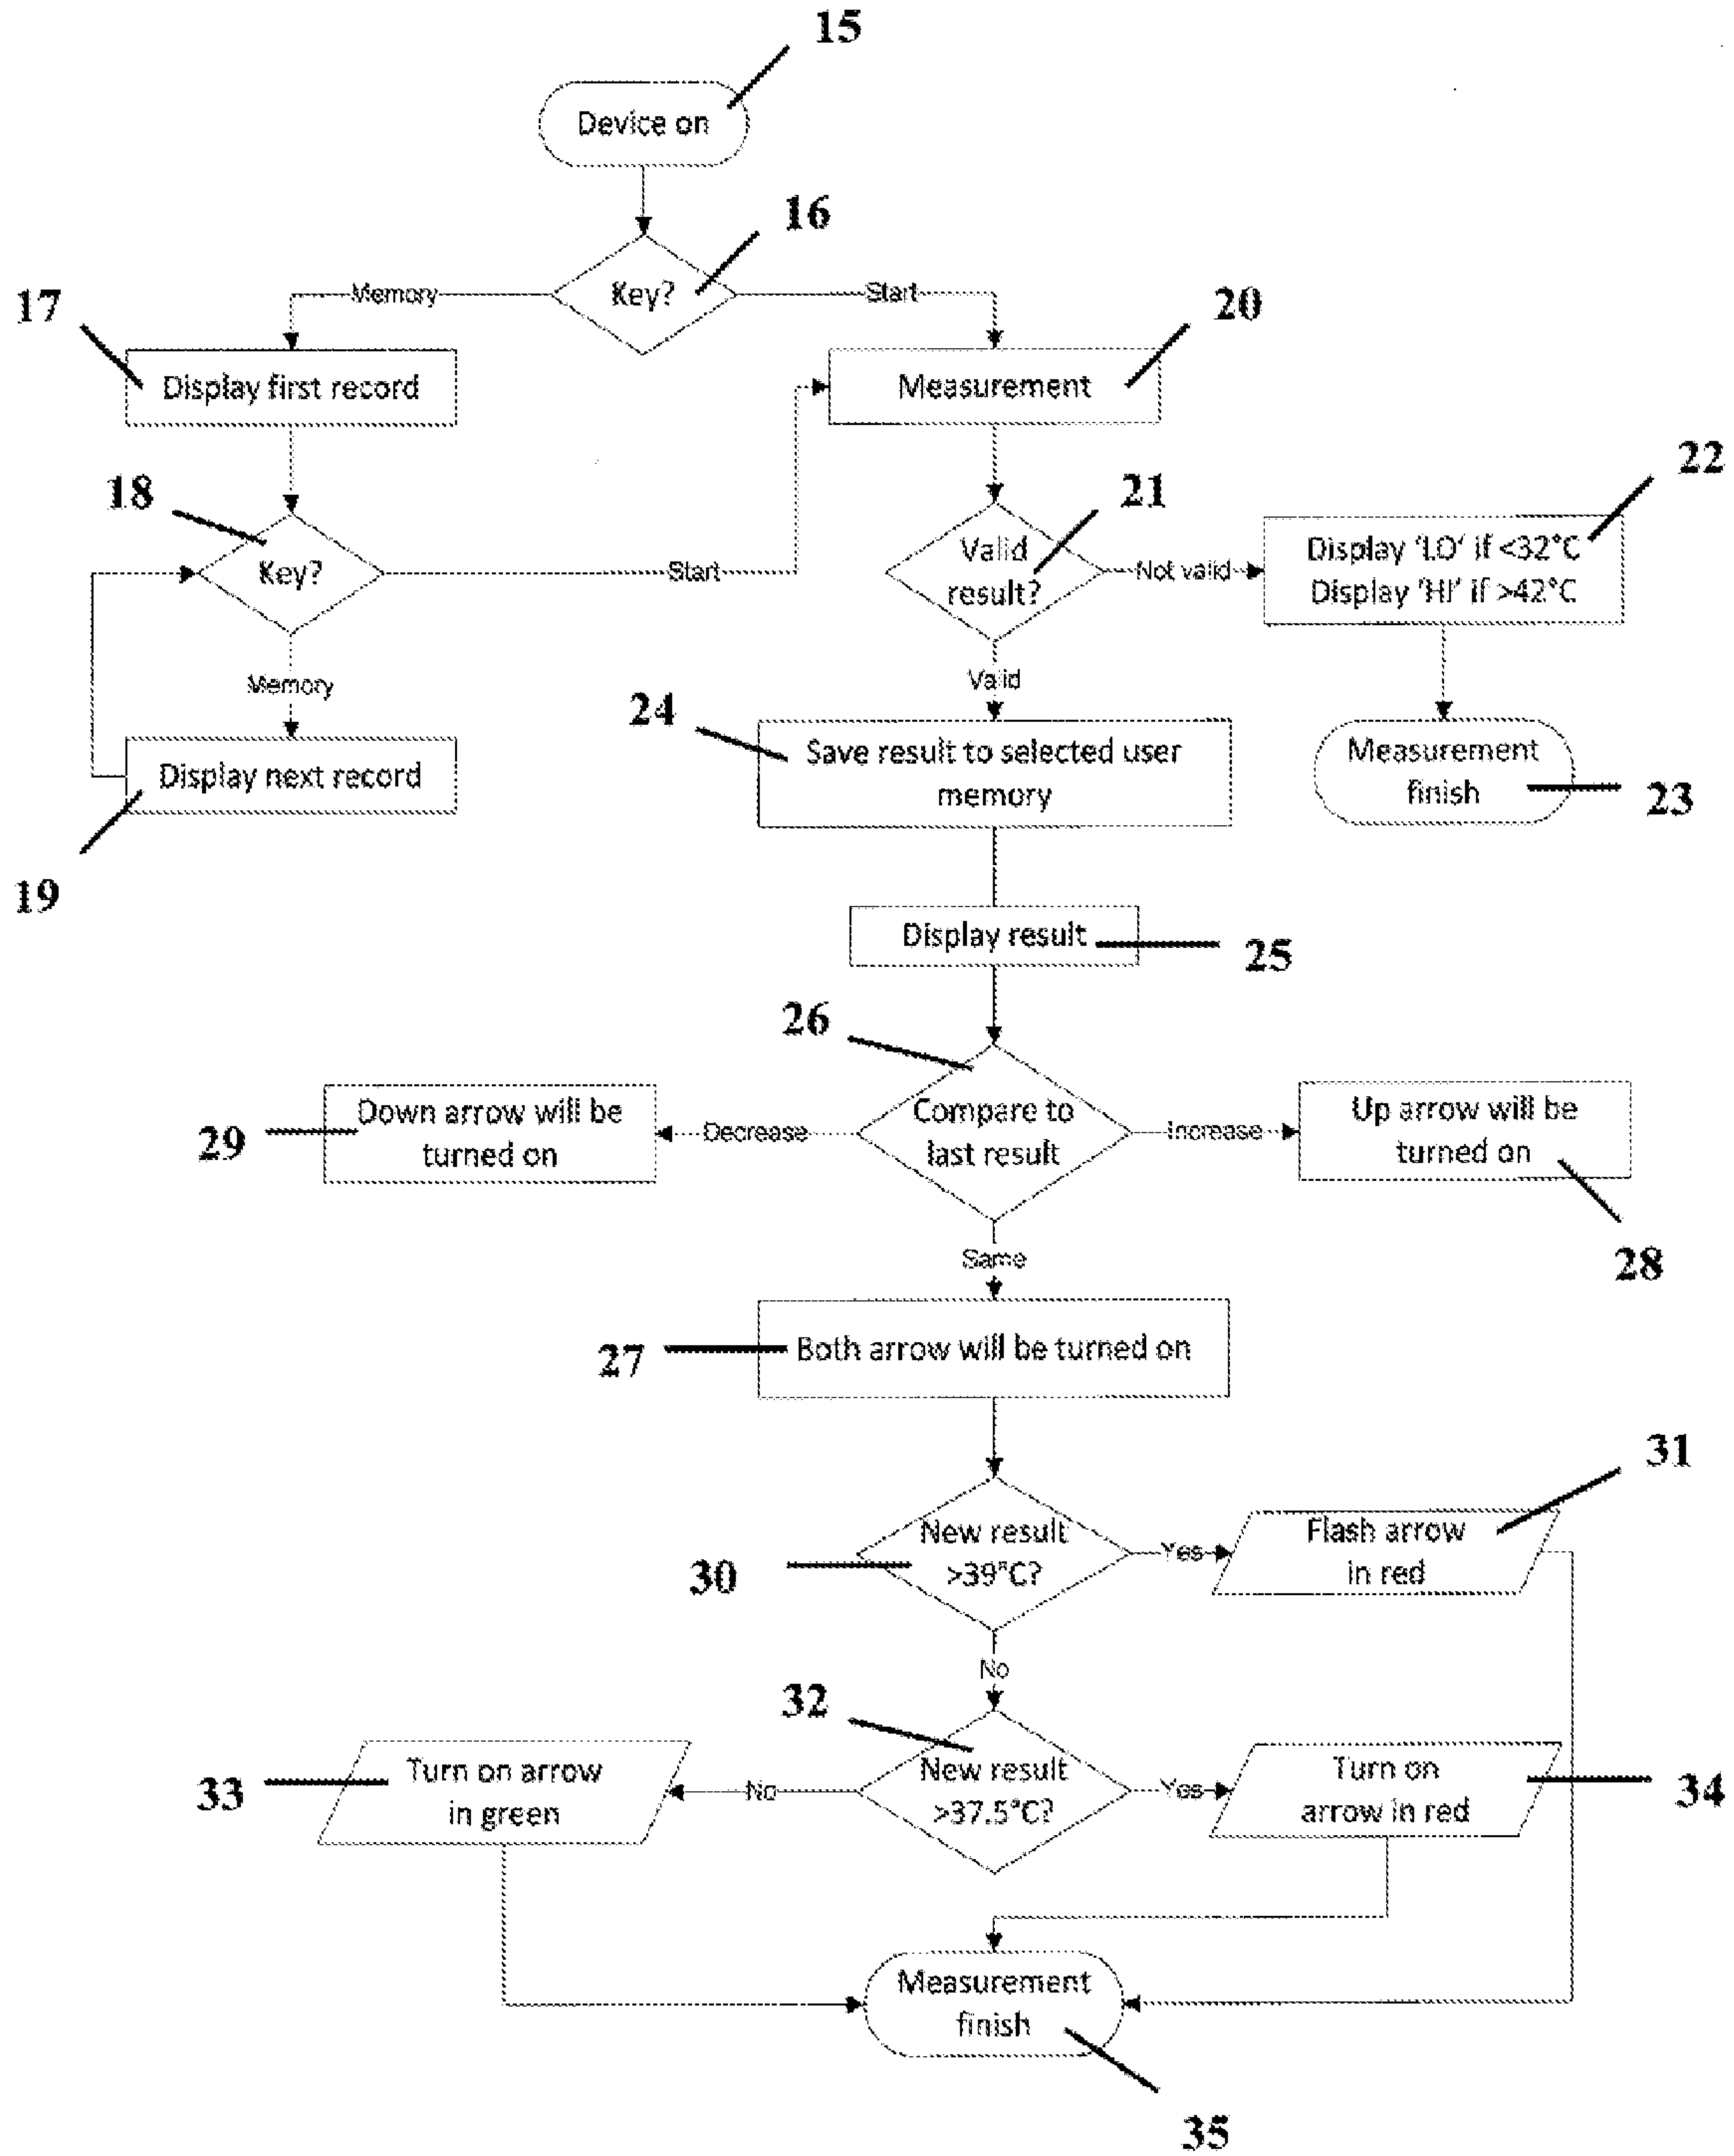 15
Device on
16
Key?
Memory
Start
17
20
Display first record
Measurement
22
18
21
Key?
Start
Valid
result?
Not valid
Display 'LO' if <32°C
Display 'HI' if >42°C
Memory
Valid
24
Save result to selected user
memory
Measurement
finish
23
Display next record
19
Display result
25
26
Down arrow will be
turned on
29
Decrease
Compare to
last result
Increase
Up arrow will be
turned on
28
Same
27
Both arrow will be turned on
31
New result
>39°C?
30
Yes
Flash arrow
in red
No
32
33
Turn on arrow
in green
No
New result
>37.5°C?
Yes
Turn on
arrow in red
34
Measurement
finish
35